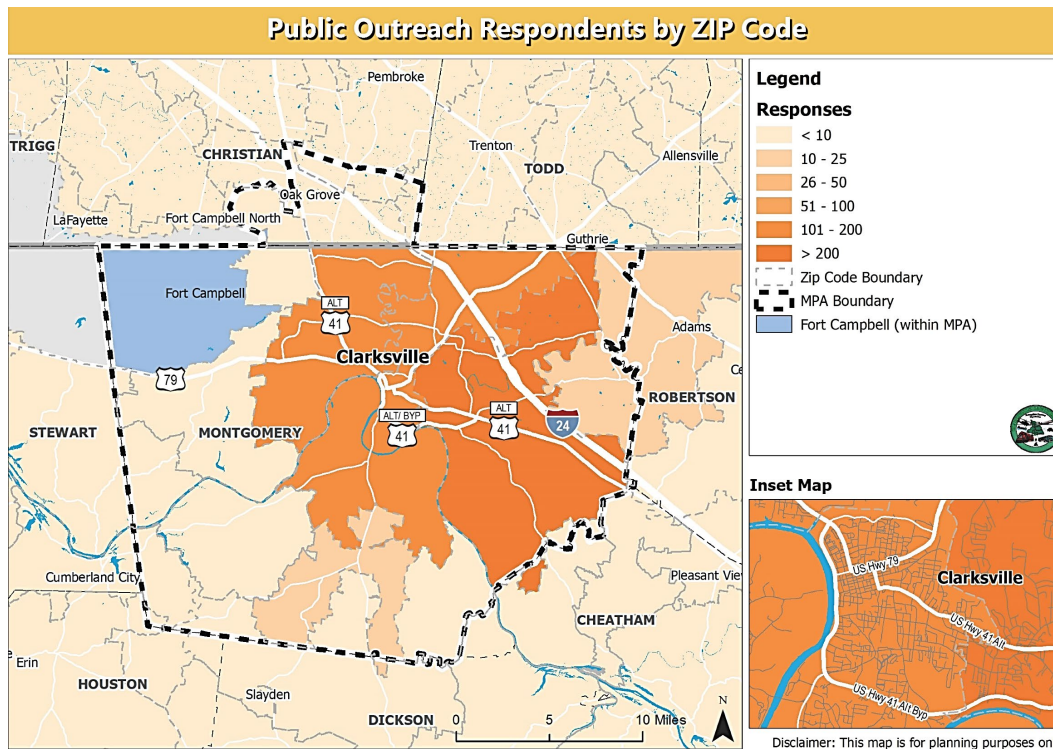 Public Outreach Respondents by ZIP Code
Pembroke
TRIGG
CHRISTIAN
Trenton
TODD
Allensville
Oak Grove
LaFayette
Fort Campbell North
Guthrie
Fort Campbell
ALT
41
Adams
Clarksville
79
ALT/ BYP
41
ALT
41
24
ROBERTSON
STEWART
MONTGOMERY
Cumberland City
Pleasant Vie
CHEATHAM
Erin
HOUSTON
Slayden
DICKSON
0
5
10 Miles
N
Legend
Responses
< 10
10 - 25
26 - 50
51 - 100
101 - 200
> 200
Zip Code Boundary
MPA Boundary
Fort Campbell (within MPA)
Inset Map
US Hwy 79
Clarksville
US Hwy 41 Alt
US Hwy 41 Alt Byp
Disclaimer: This map is for planning purposes on